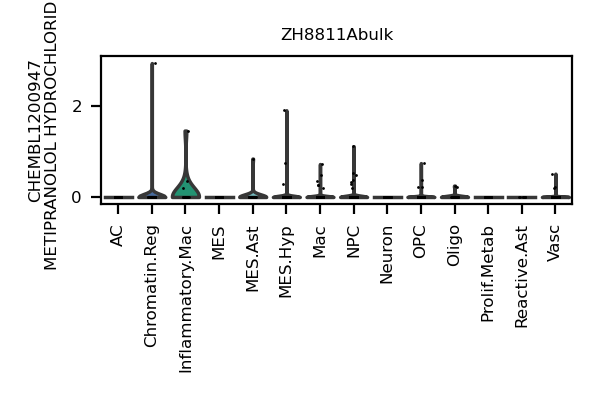 ZH8811Abulk
CHEMBL1200947
METIPRANOLOL HYDROCHLORID
2
0
AC
Chromatin.Reg
Inflammatory.Mac
MES
MES.Ast
MES.Hyp
Mac
NPC
Neuron
OPC
Oligo
Prolif.Metab
Reactive.Ast
Vasc